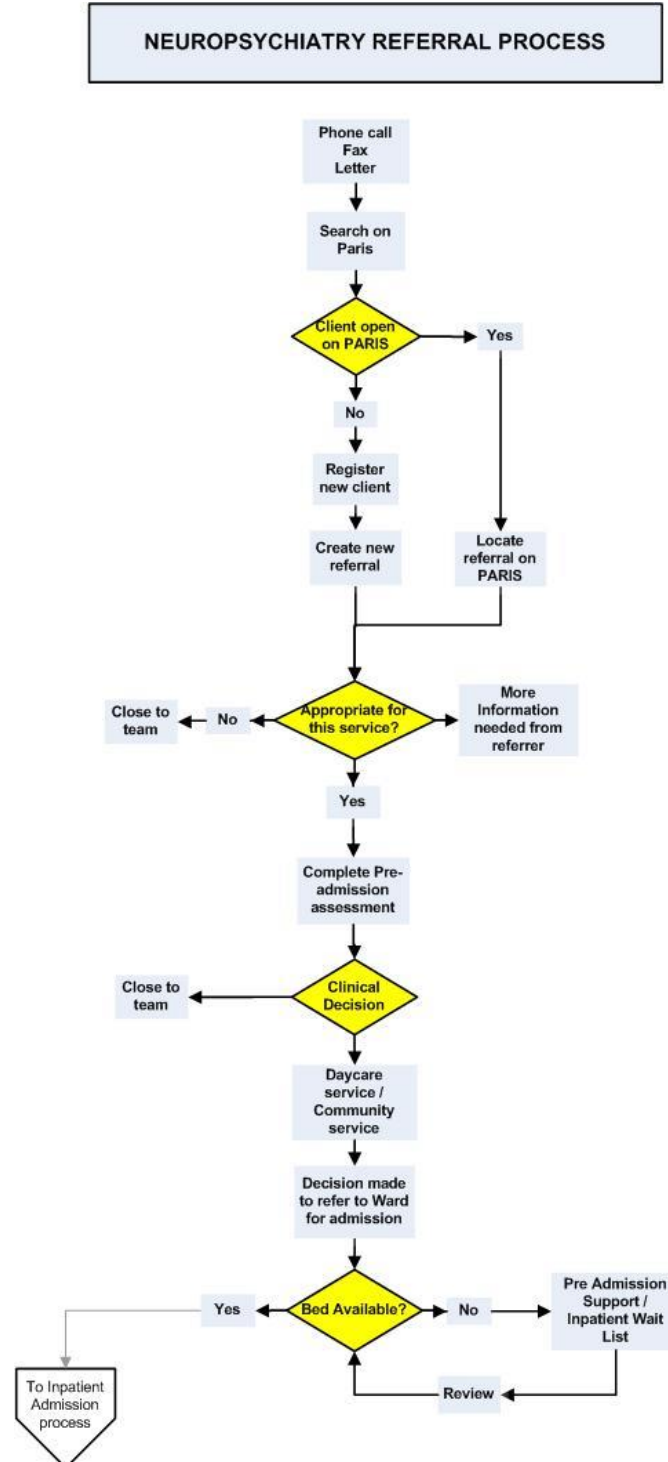 NEUROPSYCHIATRY REFERRAL PROCESS
Phone call
Fax
Letter
Search on
Paris
Client open
on PARIS
Yes
No
Register
new client
Create new
referral
Locate
referral on
PARIS
Appropriate for
this service?
No
Close to
team
More
Information
needed from
referrer
Yes
Complete Pre-
admission
assessment
Clinical
Decision
Close to
team
Daycare
service /
Community
service
Decision made
to refer to Ward
for admission
Bed Available?
Yes
No
Pre Admission
Support /
Inpatient Wait
List
Review
To Inpatient
Admission
process